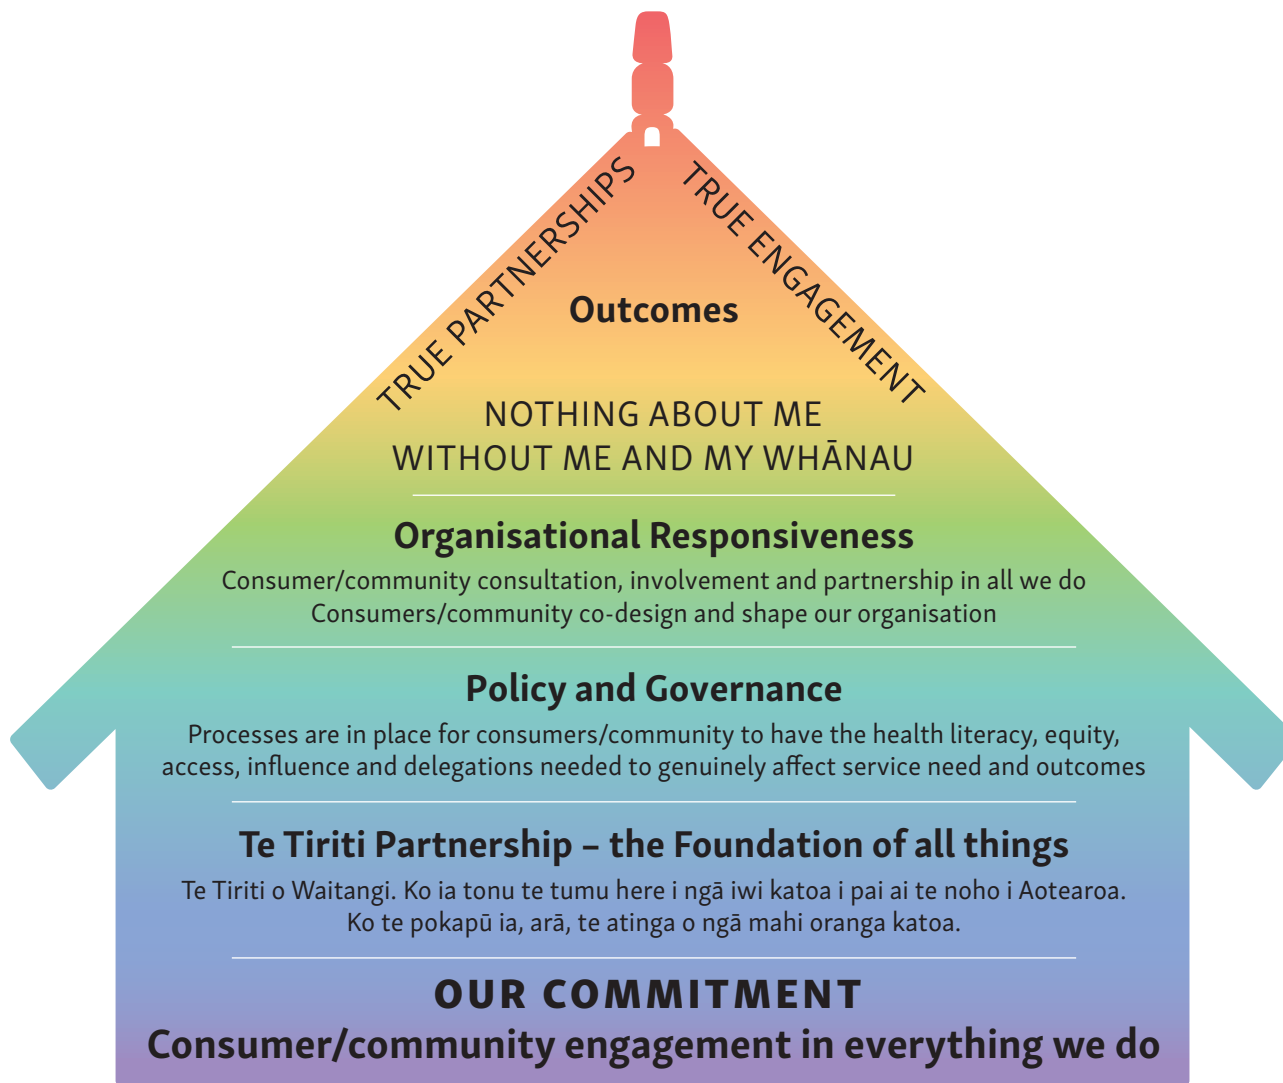 TRUE PARTNERSHIPS
TRUE ENGAGEMENT
Outcomes
NOTHING ABOUT ME
WITHOUT ME AND MY WHĀNAU
Organisational Responsiveness
Consumer/community consultation, involvement and partnership in all we do
Consumers/community co-design and shape our organisation
Policy and Governance
Processes are in place for consumers/community to have the health literacy, equity,
access, influence and delegations needed to genuinely affect service need and outcomes
Te Tiriti Partnership – the Foundation of all things
Te Tiriti o Waitangi. Ko ia tonu te tumu here i ngā iwi katoa i pai ai te noho i Aotearoa.
Ko te pokapū ia, arā, te atinga o ngā mahi oranga katoa.
OUR COMMITMENT
Consumer/community engagement in everything we do